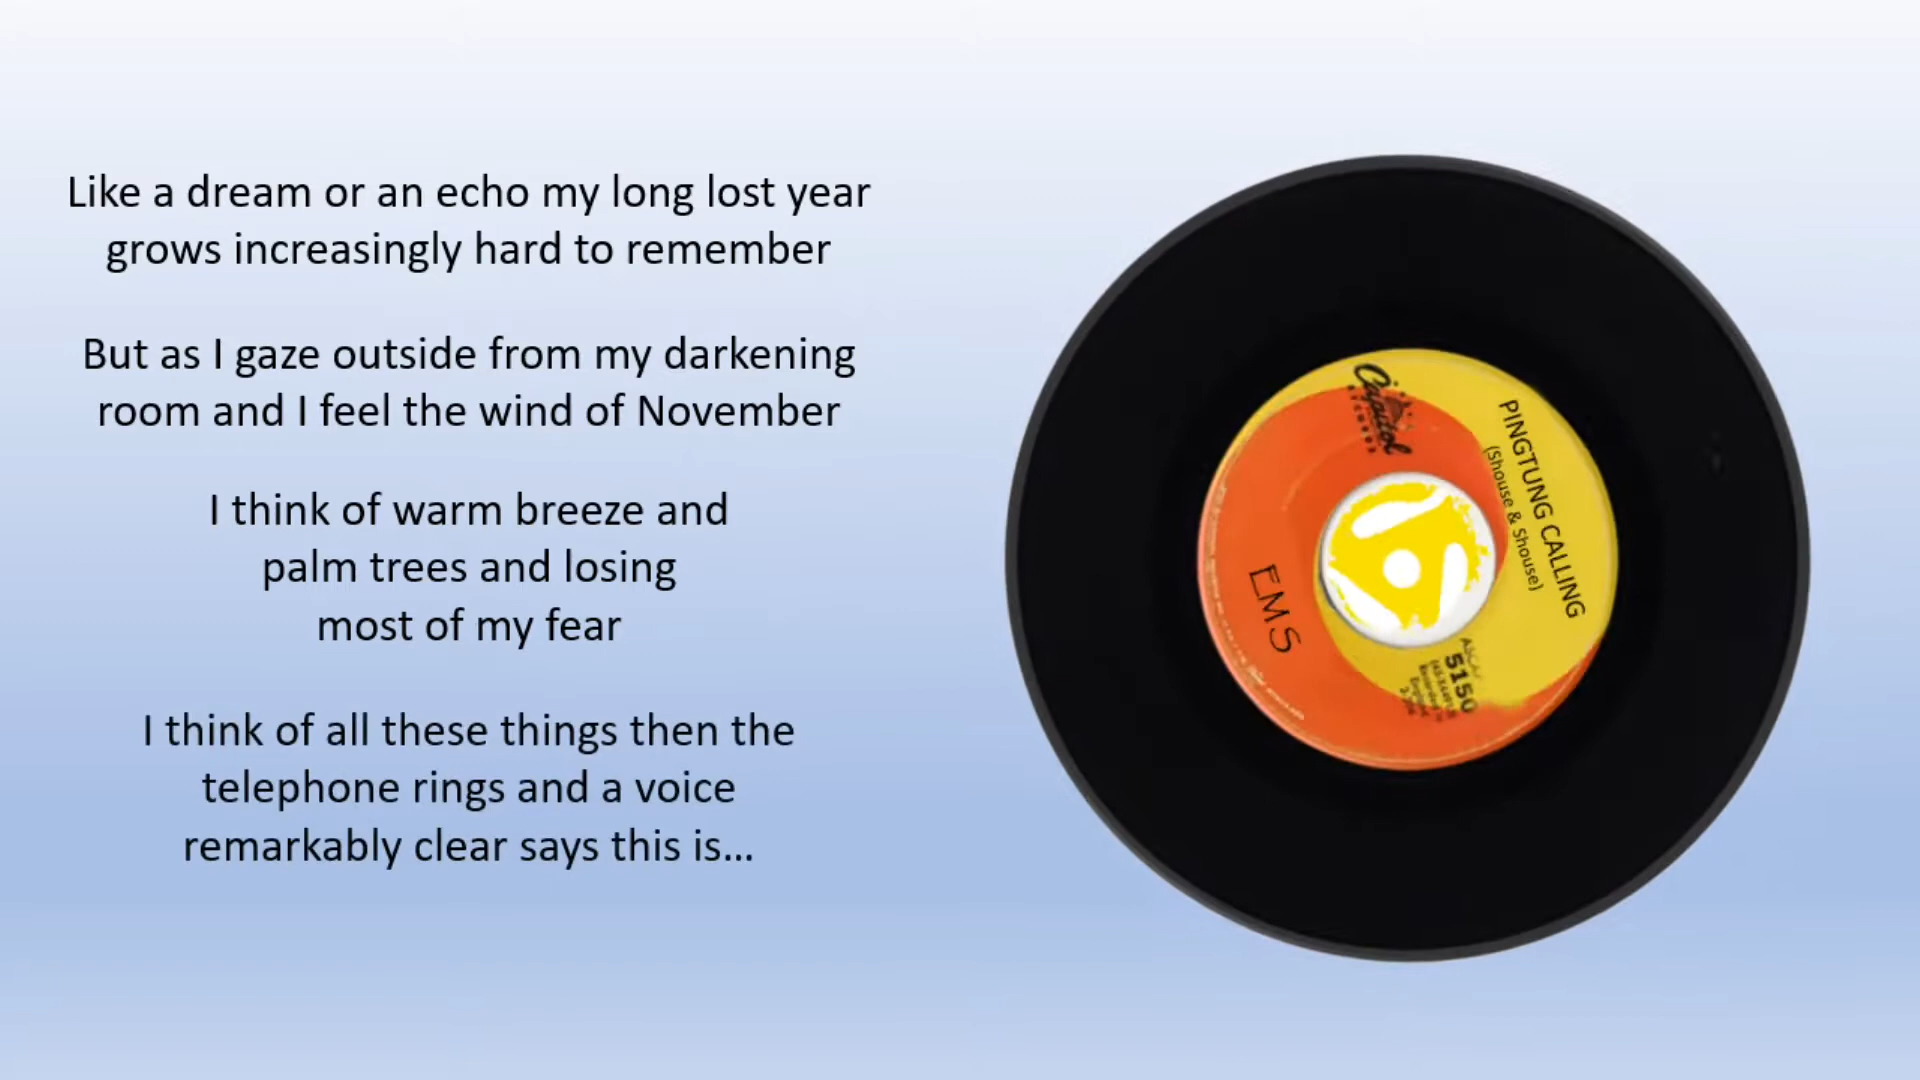 Like a dream or an echo my long lost year
grows increasingly hard to remember
But as I gaze outside from my darkening
room and I feel the wind of November
I think of warm breeze and
palm trees and losing
most of my fear
I think of all these things then the
telephone rings and a voice
remarkably clear says this is…
Capitol
RECORDS
PINGTUNG CALLING
(Shouse & Shouse)
EMS
5150